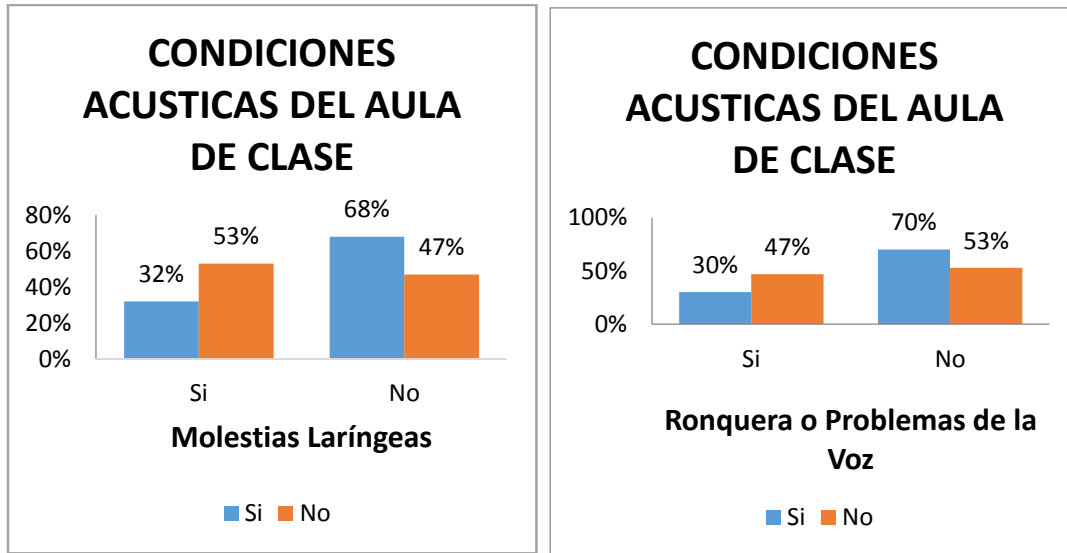 CONDICIONES
ACUSTICAS DEL AULA
DE CLASE
80%
60%
40%
20%
0%
32%
53%
68%
47%
Si
No
Molestias Laríngeas
Si No
CONDICIONES
ACUSTICAS DEL AULA
DE CLASE
100%
50%
0%
30%
47%
70%
53%
Si
No
Ronquera o Problemas de la
Voz
Si No